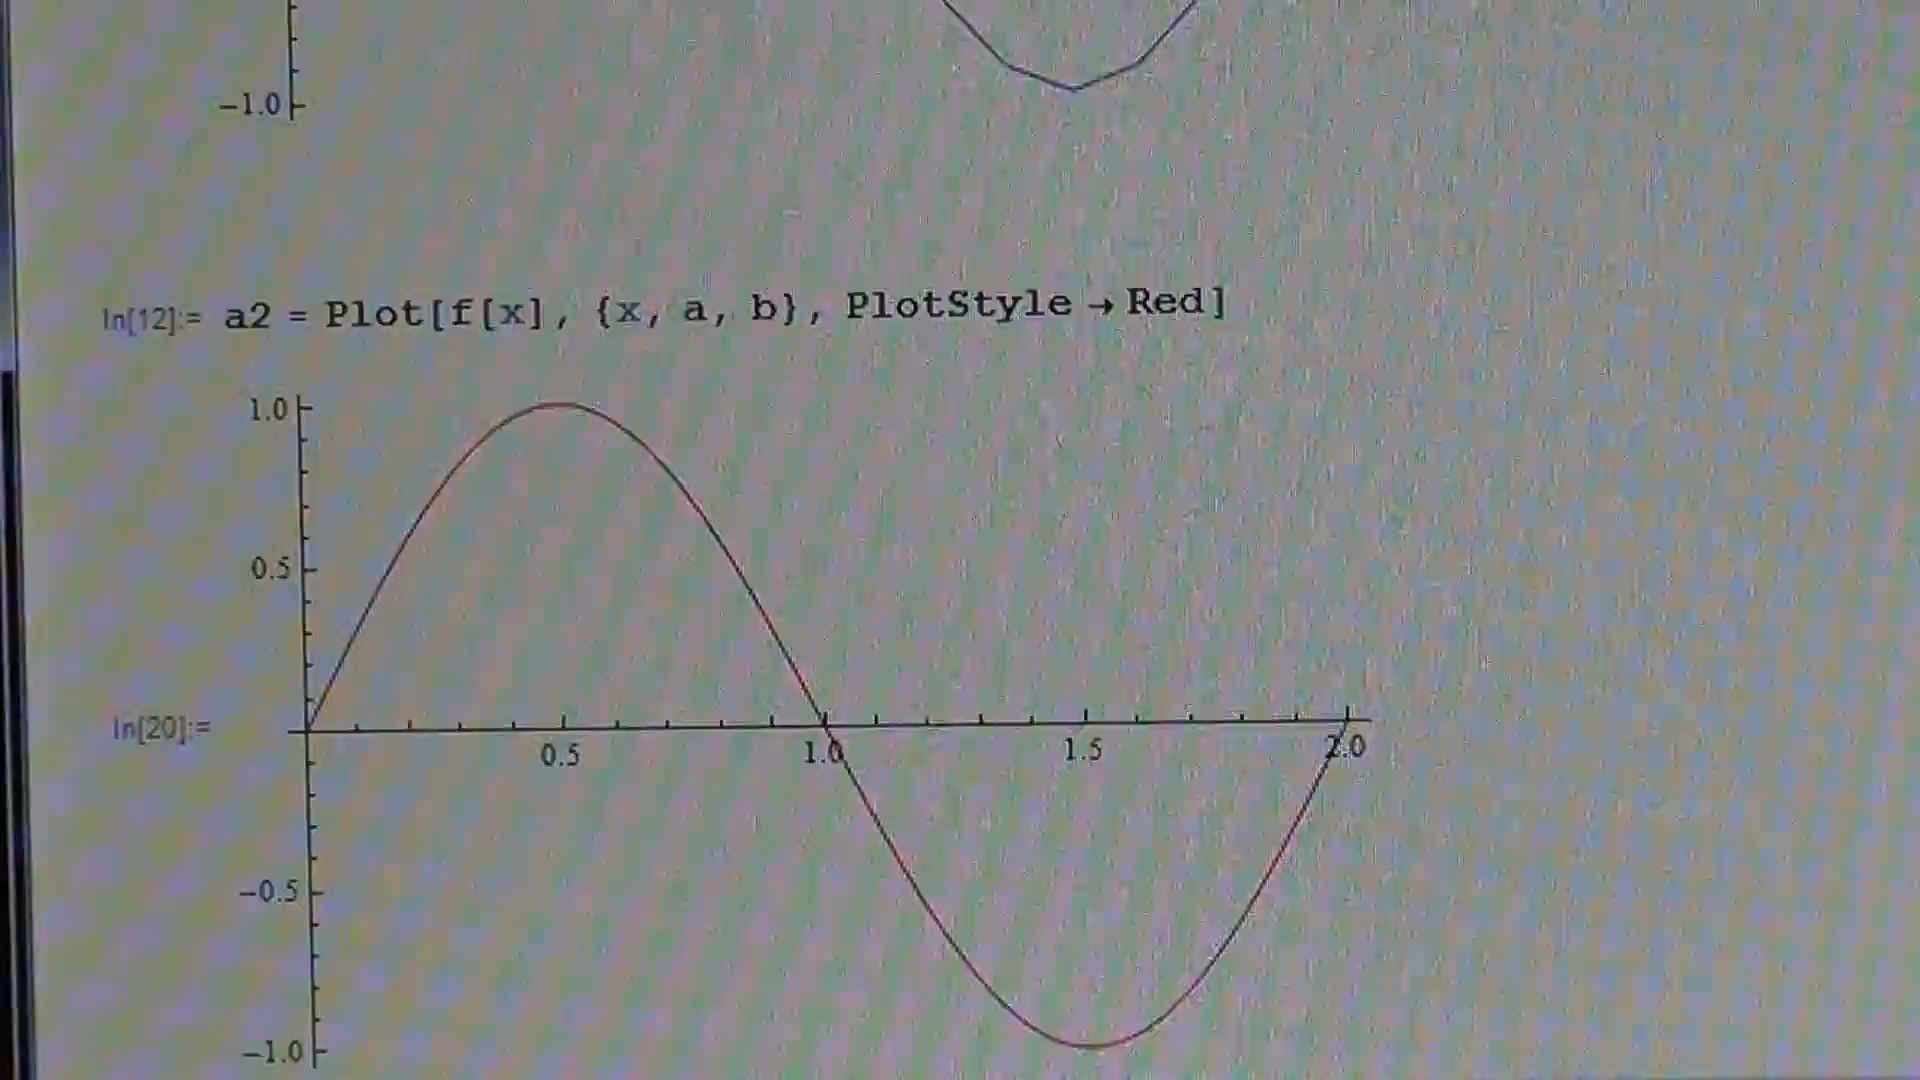 −1.0
In[12]:= a2 = Plot[f[x], {x, a, b}, PlotStyle → Red]
1.0
0.5
In[20]:=
0.5 1.0 1.5 2.0
−0.5
−1.0